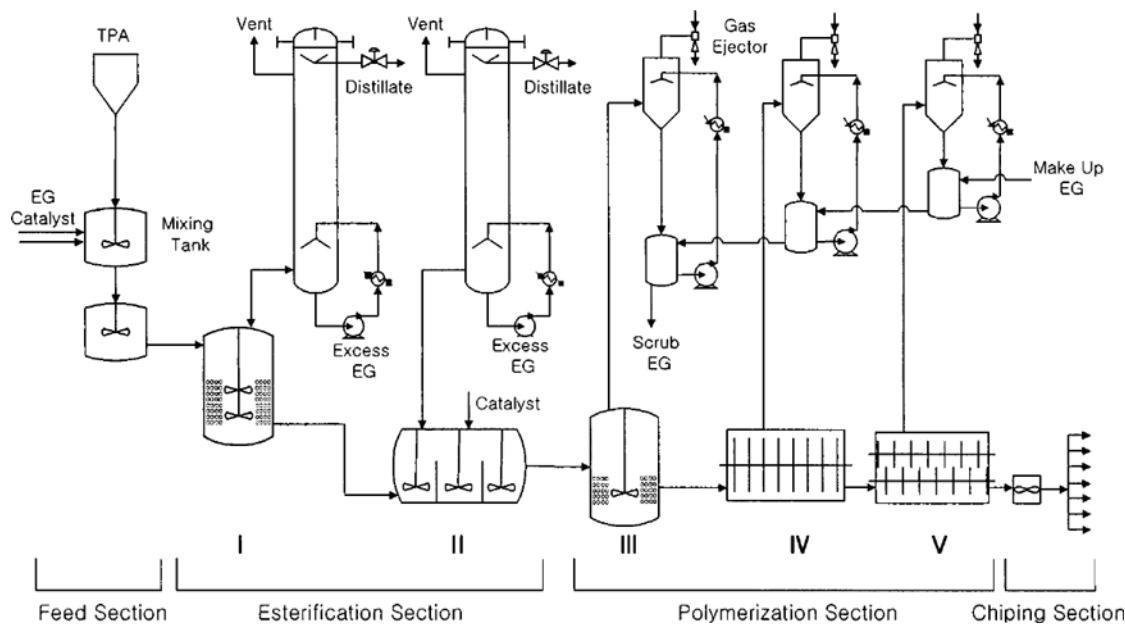 TPA
Vent
Distillate
Vent
Distillate
Gas
Ejector
EG
Catalyst
Mixing
Tank
Make Up
EG
Excess
EG
Excess
EG
Scrub
EG
Catalyst
I
II
III
IV
V
Feed Section
Esterification Section
Polymerization Section
Chiping Section